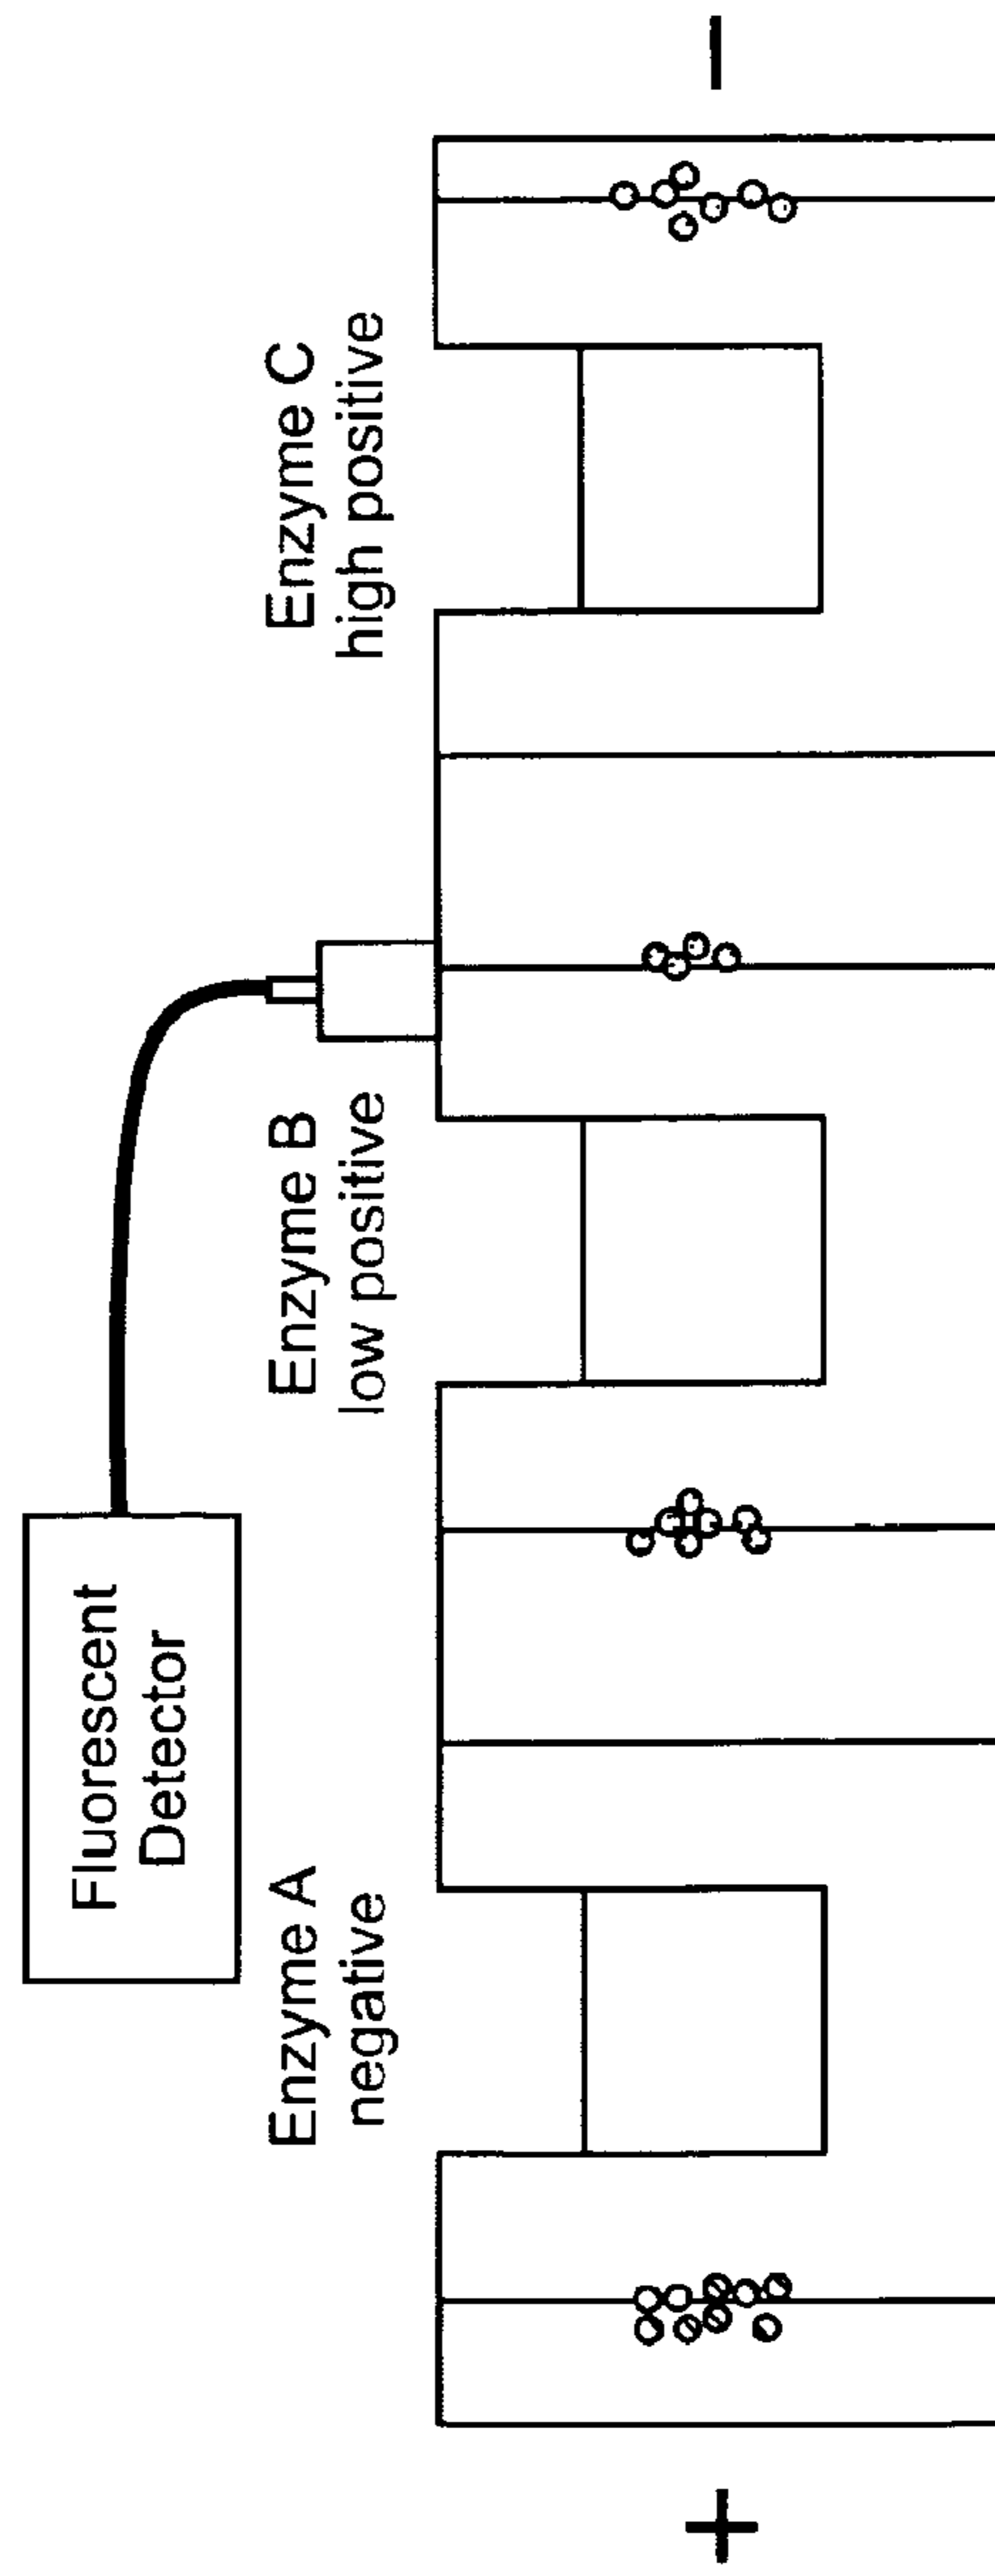 Fluorescent
Detector
Enzyme A
negative
Enzyme B
low positive
Enzyme C
high positive
+
−